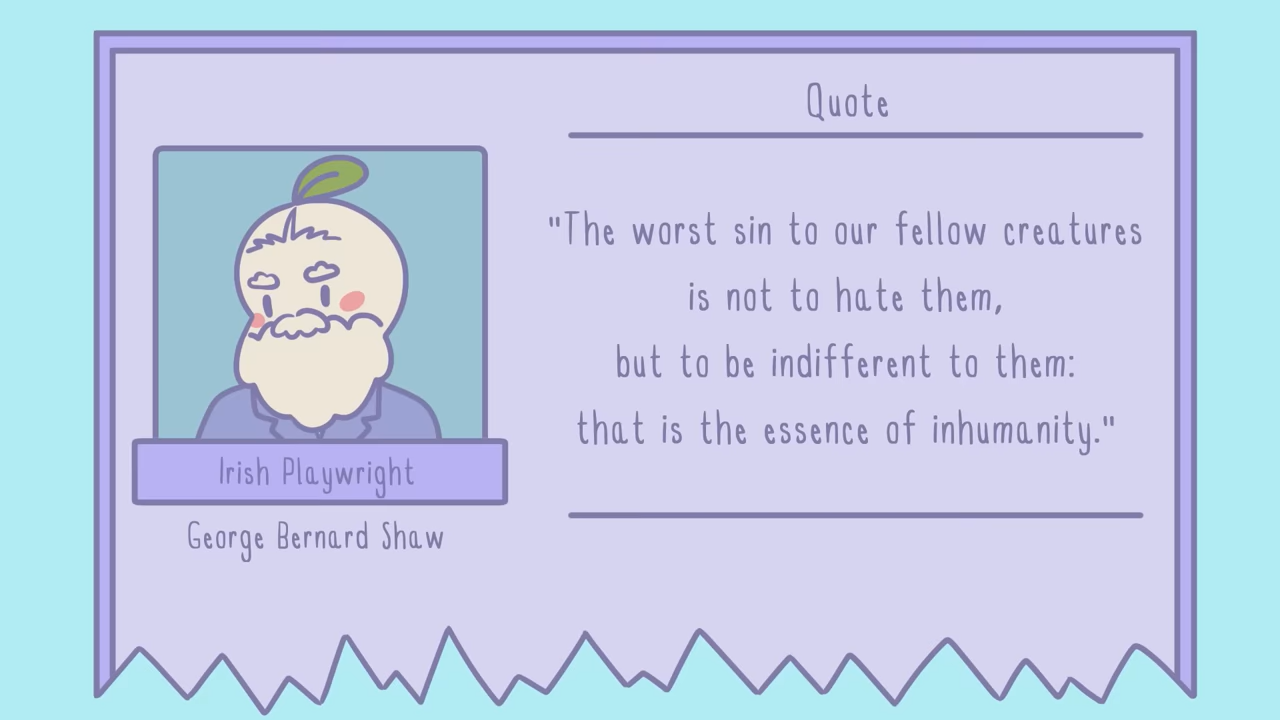 Quote
"The worst sin to our fellow creatures
is not to hate them,
but to be indifferent to them:
that is the essence of inhumanity."
Irish Playwright
George Bernard Shaw